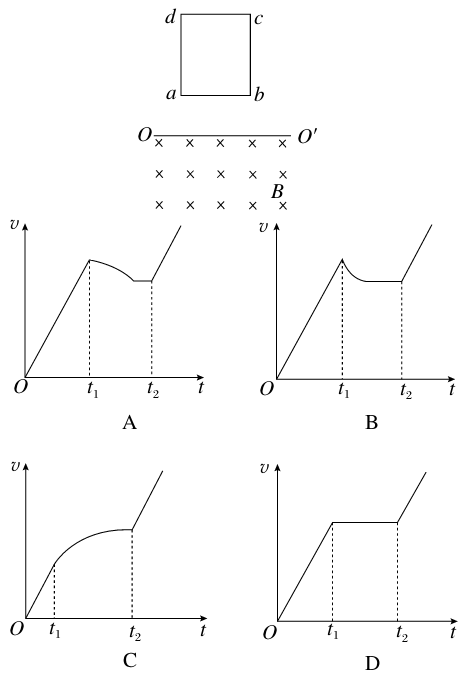 d c
a b
O O′
× × × × ×
× × × × ×
B
× × × × ×
v
O t₁ t₂ t
A
v
O t₁ t₂ t
B
v
O t₁ t₂ t
C
v
O t₁ t₂ t
D